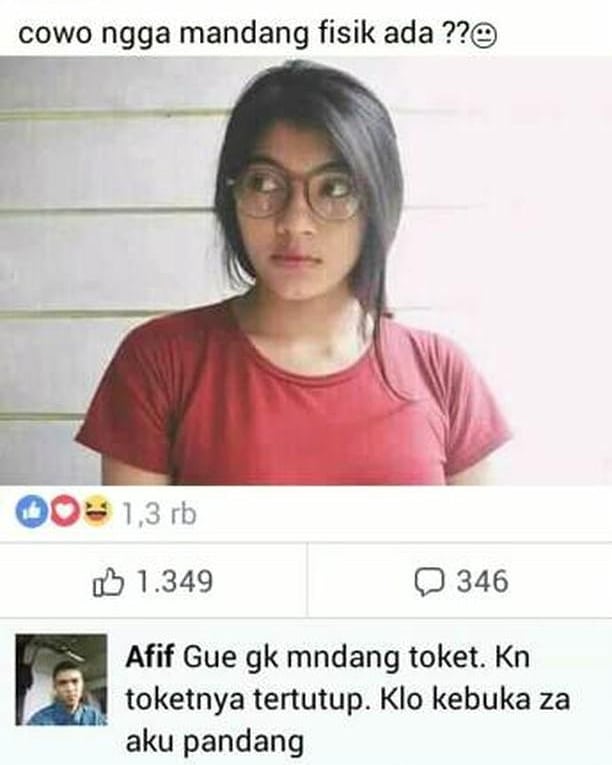 cowo ngga mandang fisik ada ??😐
1,3 rb
1.349
346
Afif Gue gk mndang toket. Kn
toketnya tertutup. Klo kebuka za
aku pandang